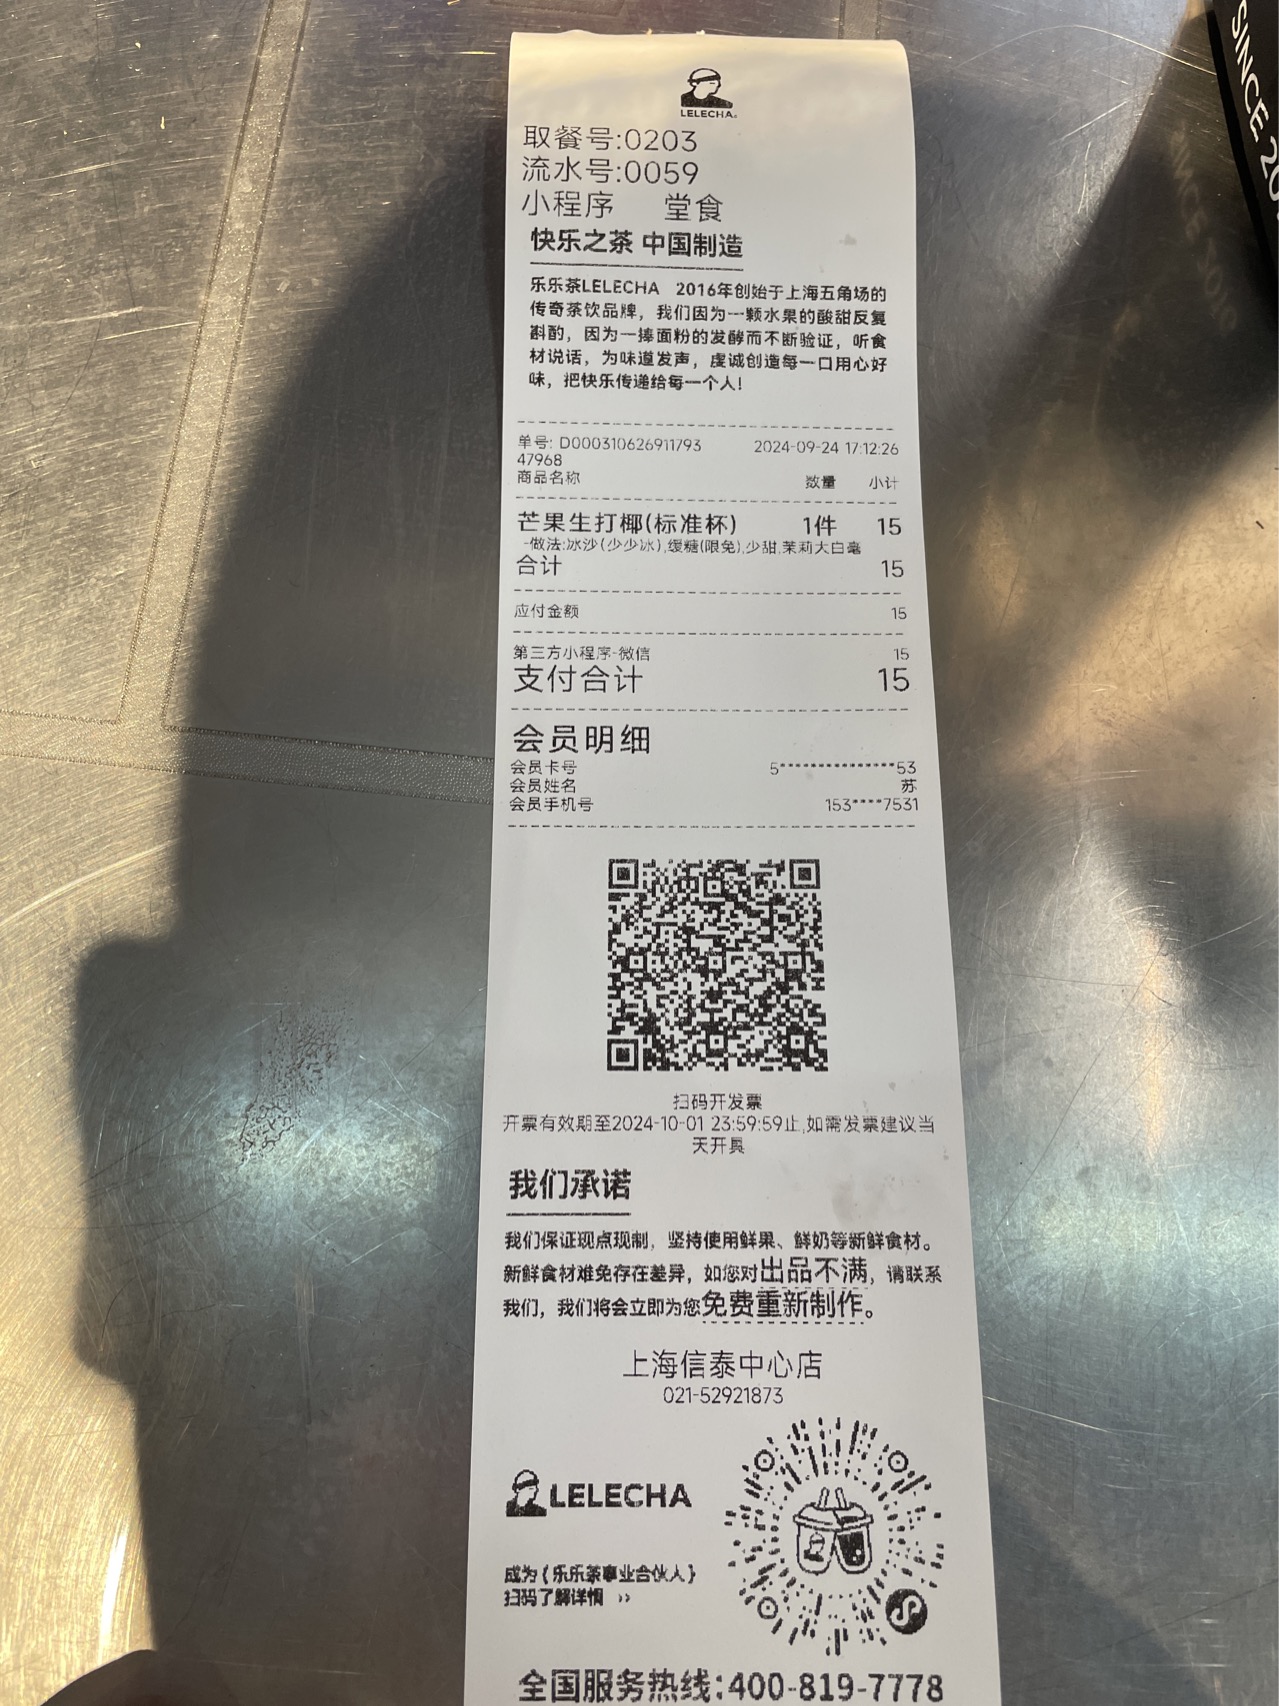 SINCE 20
LELECHA
取餐号:0203
流水号:0059
小程序 堂食
快乐之茶 中国制造
乐乐茶LELECHA 2016年创始于上海五角场的
传奇茶饮品牌，我们因为一颗水果的酸甜反复
斟酌，因为一捧面粉的发酵而不断验证，听食
材说话，为味道发声，虔诚创造每一口用心好
味，把快乐传递给每一个人！
单号: D000310626911793 2024-09-24 17:12:26
47968
商品名称 数量 小计
芒果生打椰(标准杯) 1件 15
-做法:冰沙(少少冰),缓糖(限免),少甜,茉莉大白毫
合计 15
应付金额 15
第三方小程序-微信 15
支付合计 15
会员明细
会员卡号 5***************53
会员姓名 苏
会员手机号 153****7531
扫码开发票
开票有效期至2024-10-01 23:59:59止,如需发票建议当
天开具
我们承诺
我们保证现点现制，坚持使用鲜果、鲜奶等新鲜食材。
新鲜食材难免存在差异，如您对出品不满，请联系
我们，我们将会立即为您免费重新制作。
上海信泰中心店
021-52921873
LELECHA
成为{乐乐茶事业合伙人}
扫码了解详情 >>
全国服务热线:400-819-7778